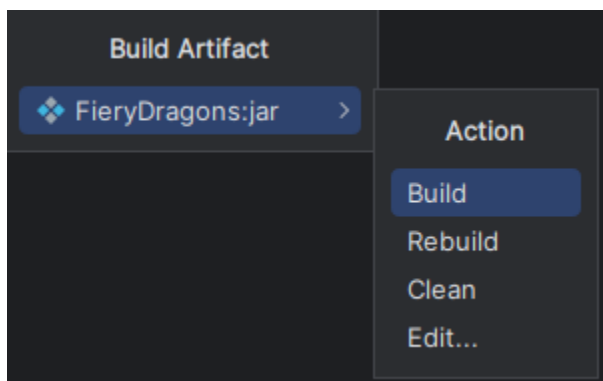 Build Artifact
FieryDragons:jar
Action
Build
Rebuild
Clean
Edit...